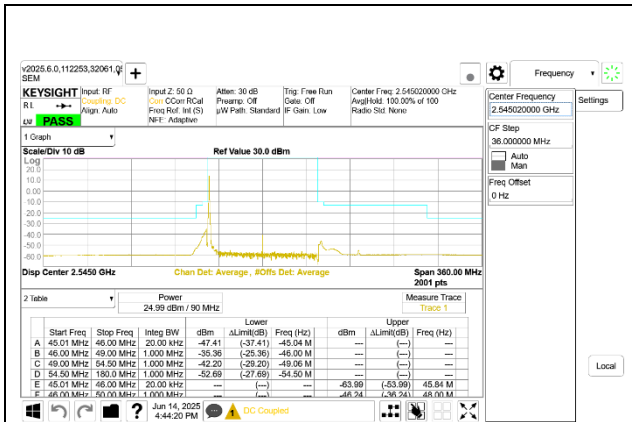 v2025.6.0,112253,32061,
SEM
Frequency
KEYSIGHT
Input: RF
Input Z: 50 Ω
Atten: 30 dB
Trig: Free Run
Center Freq: 2.545020000 GHz
RL
Coupling: DC
Corr CCorr RCal
Preamp: Off
Gate: Off
Avg|Hold: 100.00% of 100
Align: Auto
Freq Ref: Int (S)
µW Path: Standard
IF Gain: Low
Radio Std: None
PASS
NFE: Adaptive
Center Frequency
2.545020000 GHz
Settings
CF Step
36.000000 MHz
Auto
Man
Freq Offset
0 Hz
Local
1 Graph
Scale/Div 10 dB
Ref Value 30.0 dBm
Log
20.0
10.0
0.00
-10.0
-20.0
-30.0
-40.0
-50.0
-60.0
Disp Center 2.5450 GHz
Chan Det: Average , #Offs Det: Average
Span 360.00 MHz
2001 pts
2 Table
Power
24.99 dBm / 90 MHz
Measure Trace
Trace 1
Lower Upper
Start Freq Stop Freq Integ BW dBm ΔLimit(dB) Freq (Hz) dBm ΔLimit(dB) Freq (Hz)
A 45.01 MHz 46.00 MHz 20.00 kHz -47.41 (-37.41) -45.04 M --- (---) ---
B 46.00 MHz 49.00 MHz 1.000 MHz -35.36 (-25.36) -46.00 M --- (---) ---
C 49.00 MHz 54.50 MHz 1.000 MHz -42.20 (-29.20) -49.06 M --- (---) ---
D 54.50 MHz 180.0 MHz 1.000 MHz -52.69 (-27.69) -54.50 M --- (---) ---
E 45.01 MHz 46.00 MHz 20.00 kHz --- (---) --- -63.99 (-53.99) 45.84 M
F 46.00 MHz 50.00 MHz 1.000 MHz --- (---) --- -46.24 (-36.24) 48.00 M
Jun 14, 2025
4:44:20 PM
DC Coupled